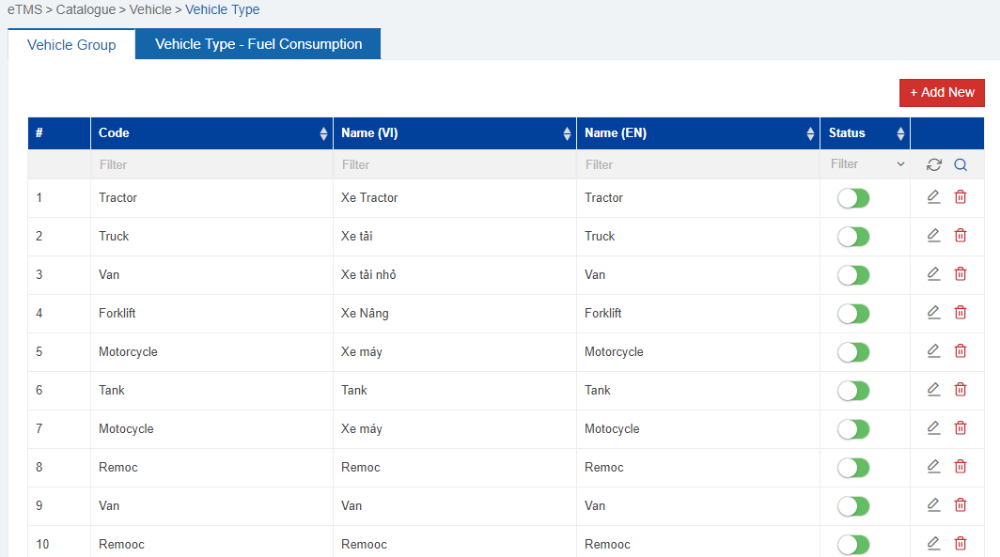 eTMS > Catalogue > Vehicle > Vehicle Type
Vehicle Group Vehicle Type - Fuel Consumption
+ Add New
# Code Name (VI) Name (EN) Status
Filter Filter Filter Filter
1 Tractor Xe Tractor Tractor
2 Truck Xe tải Truck
3 Van Xe tải nhỏ Van
4 Forklift Xe Nâng Forklift
5 Motorcycle Xe máy Motorcycle
6 Tank Tank Tank
7 Motocycle Xe máy Motocycle
8 Remoc Remoc Remoc
9 Van Van Van
10 Remooc Remooc Remooc